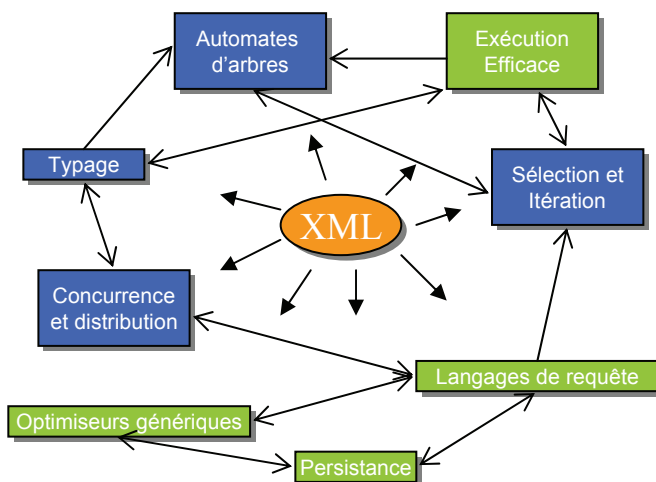 Automates
d'arbres
Exécution
Efficace
Typage
Sélection et
Itération
XML
Concurrence
et distribution
Langages de requête
Optimiseurs génériques
Persistance